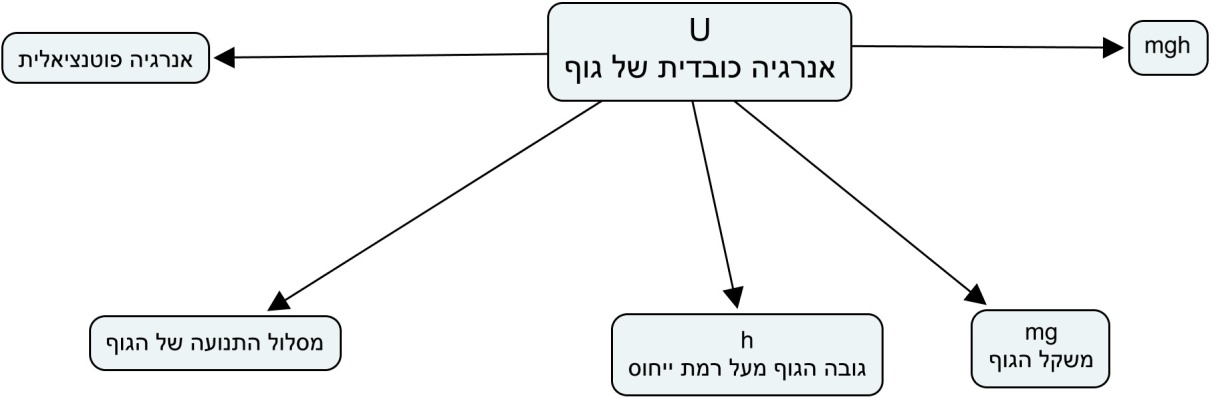 U
אנרגיה כובדית של גוף
mgh
אנרגיה פוטנציאלית
mg
משקל הגוף
h
גובה הגוף מעל רמת ייחוס
מסלול התנועה של הגוף